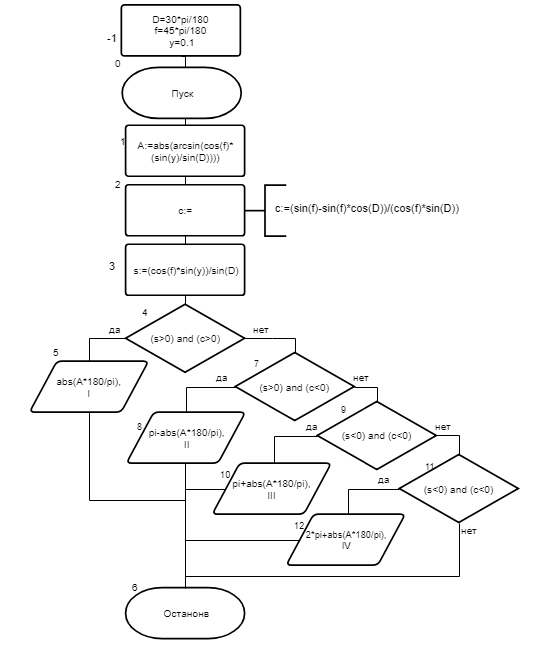 D=30*pi/180
f=45*pi/180
y=0.1
-1
0
Пуск
1
A:=abs(arcsin(cos(f)*
(sin(y)/sin(D))))
2
c:=
c:=(sin(f)-sin(f)*cos(D))/(cos(f)*sin(D))
3
s:=(cos(f)*sin(y))/sin(D)
4
(s>0) and (c>0)
да
нет
5
abs(A*180/pi),
I
7
(s>0) and (c<0)
да
нет
8
pi-abs(A*180/pi),
II
9
(s<0) and (c<0)
да
нет
10
pi+abs(A*180/pi),
III
11
(s<0) and (c<0)
да
нет
12
2*pi+abs(A*180/pi),
IV
6
Останонв